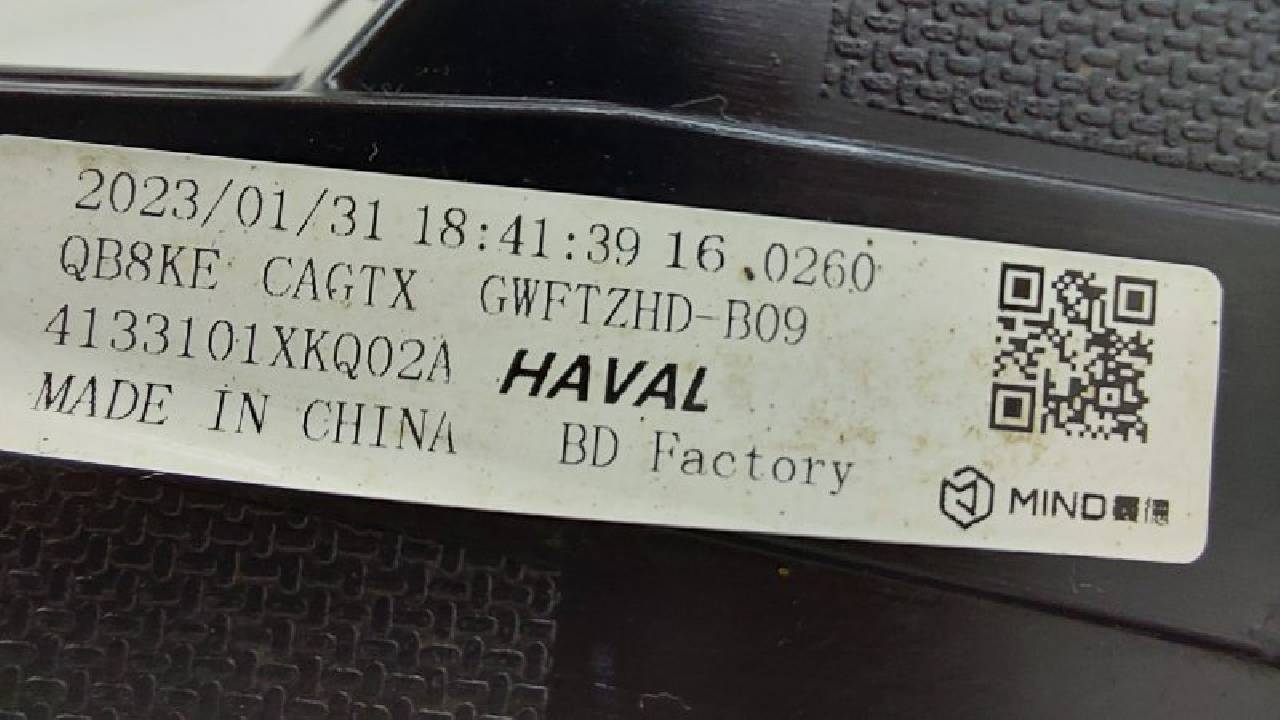 2023/01/31 18:41:39 16 .0260
QB8KE CAGTX GWFTZHD-B09
4133101XKQ02A HAVAL
MADE IN CHINA BD Factory
MIND